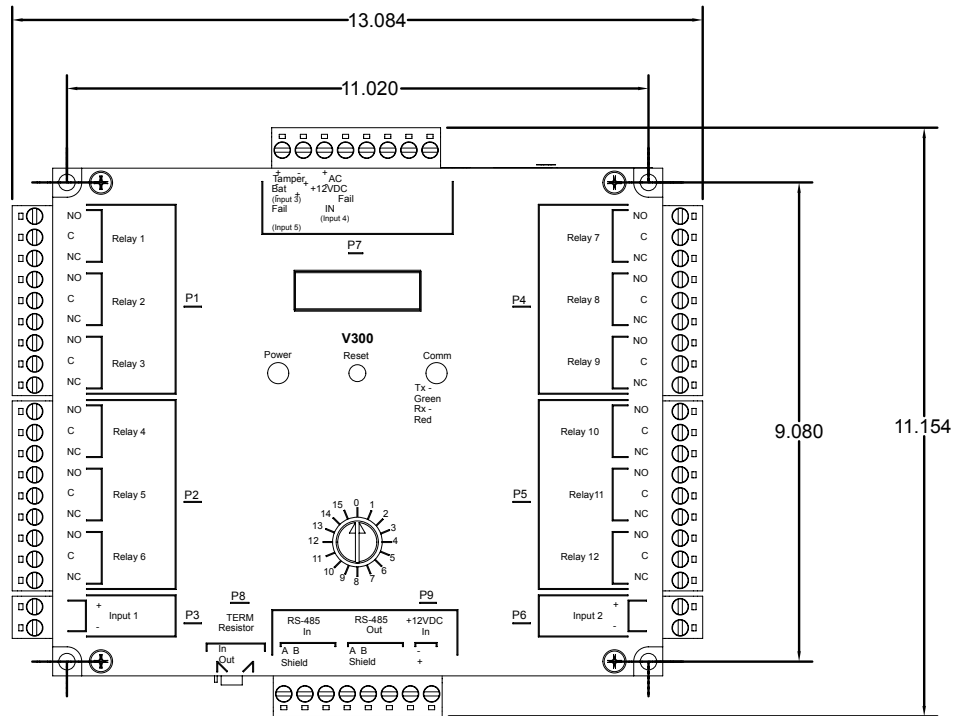 13.084
11.020
+ - + AC
Tamper +
Bat +12VDC
(Input 3) + Fail
Fail IN
(Input 4)
(Input 5)
P7
NO
C
NC
Relay 1
NO
C
NC
Relay 2
NO
C
NC
Relay 3
P1
NO
C
NC
Relay 4
NO
C
NC
Relay 5
NO
C
NC
Relay 6
P2
+
-
Input 1
P3
V300
Power
Reset
Comm
Tx -
Green
Rx -
Red
0
1
2
3
4
5
6
7
8
9
10
11
12
13
14
15
Relay 7
NO
C
NC
Relay 8
NO
C
NC
Relay 9
NO
C
NC
P4
Relay 10
NO
C
NC
Relay11
NO
C
NC
Relay 12
NO
C
NC
P5
Input 2
+
-
P6
9.080
11.154
P8
TERM
Resistor
In
Out
P9
RS-485
In
RS-485
Out
+12VDC
In
A B
Shield
A B
Shield
-
+